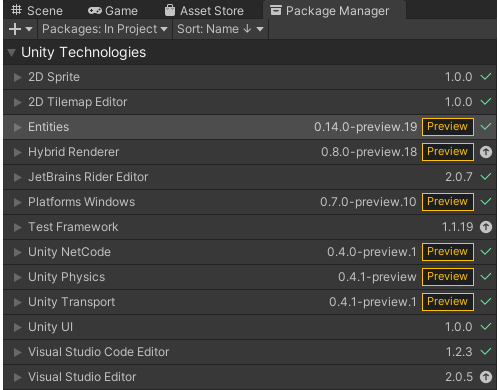 Scene Game Asset Store Package Manager
Packages: In Project Sort: Name ↓
Unity Technologies
2D Sprite 1.0.0
2D Tilemap Editor 1.0.0
Entities 0.14.0-preview.19 Preview
Hybrid Renderer 0.8.0-preview.18 Preview
JetBrains Rider Editor 2.0.7
Platforms Windows 0.7.0-preview.10 Preview
Test Framework 1.1.19
Unity NetCode 0.4.0-preview.1 Preview
Unity Physics 0.4.1-preview Preview
Unity Transport 0.4.1-preview.1 Preview
Unity UI 1.0.0
Visual Studio Code Editor 1.2.3
Visual Studio Editor 2.0.5